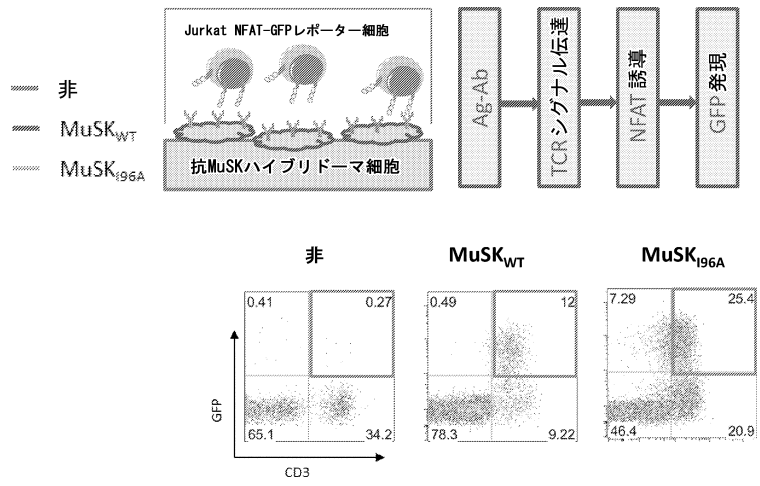 Jurkat NFAT-GFPレポーター細胞
非
MuSKWT
MuSKI96A
抗MuSKハイブリドーマ細胞
Ag-Ab
TCRシグナル伝達
NFAT誘導
GFP発現
非
MuSKWT
MuSKI96A
0.41
0.27
65.1
34.2
0.49
12
78.3
9.22
7.29
25.4
46.4
20.9
GFP
CD3